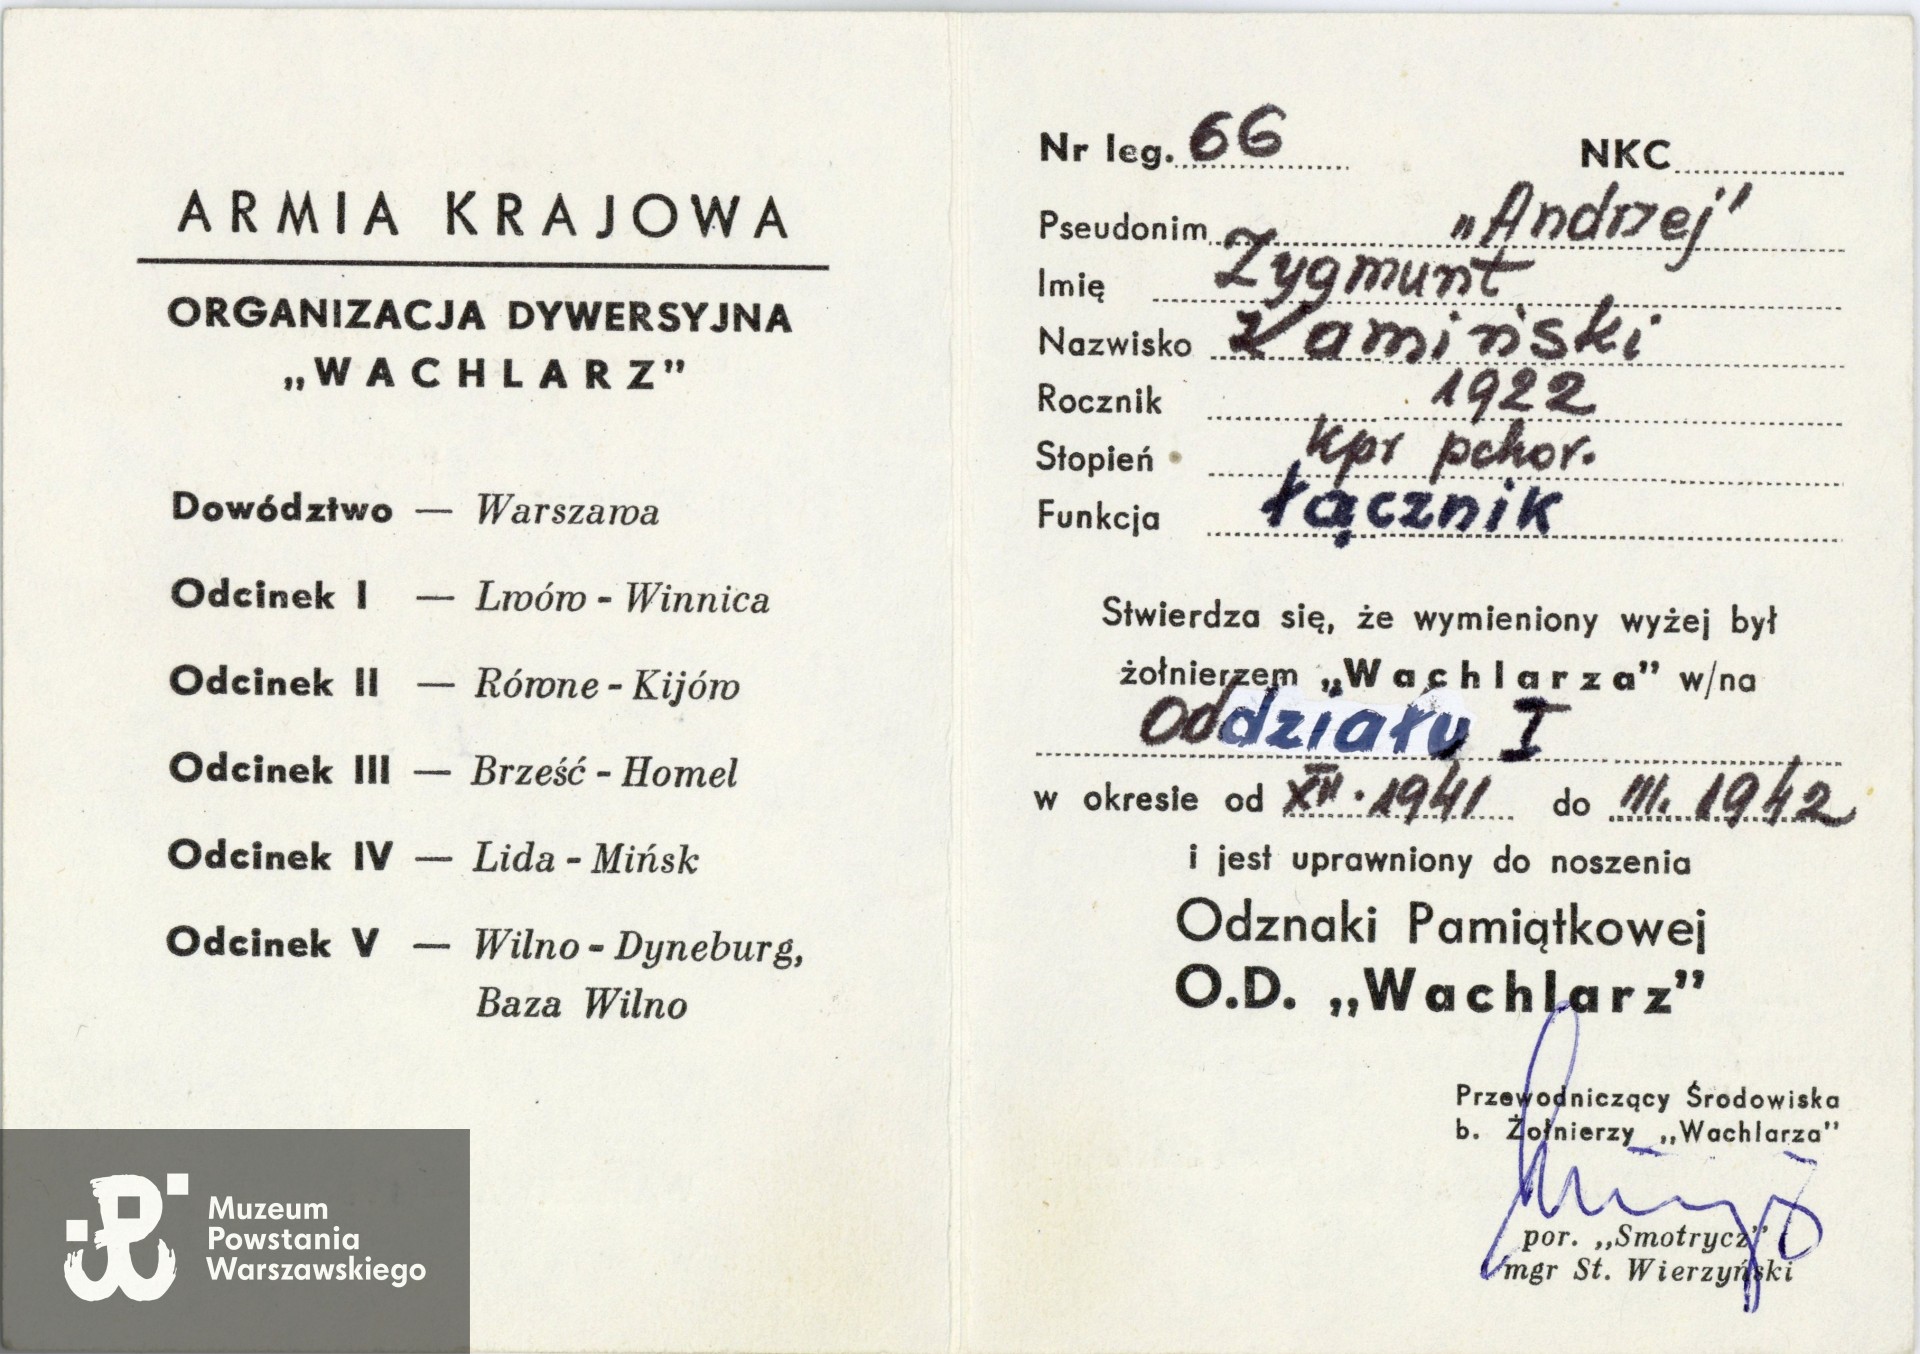 ARMIA KRAJOWA
ORGANIZACJA DYWERSYJNA
„WACHLARZ”
Dowództwo — Warszawa
Odcinek I — Lwów - Winnica
Odcinek II — Równe - Kijów
Odcinek III — Brześć - Homel
Odcinek IV — Lida - Mińsk
Odcinek V — Wilno - Dyneburg,
Baza Wilno
Muzeum
Powstania
Warszawskiego
Nr leg. 66 NKC
Pseudonim „Andrzej”
Imię Zygmunt
Nazwisko Kamiński
Rocznik 1922
Stopień kpr pchor.
Funkcja łącznik
Stwierdza się, że wymieniony wyżej był
żołnierzem „Wachlarza” w/na
Oddziału I
w okresie od XII.1941 do III.1942
i jest uprawniony do noszenia
Odznaki Pamiątkowej
O.D. „Wachlarz”
Przewodniczący Środowiska
b. Żołnierzy „Wachlarza”
por. „Smotrycz”
mgr St. Wierzyński